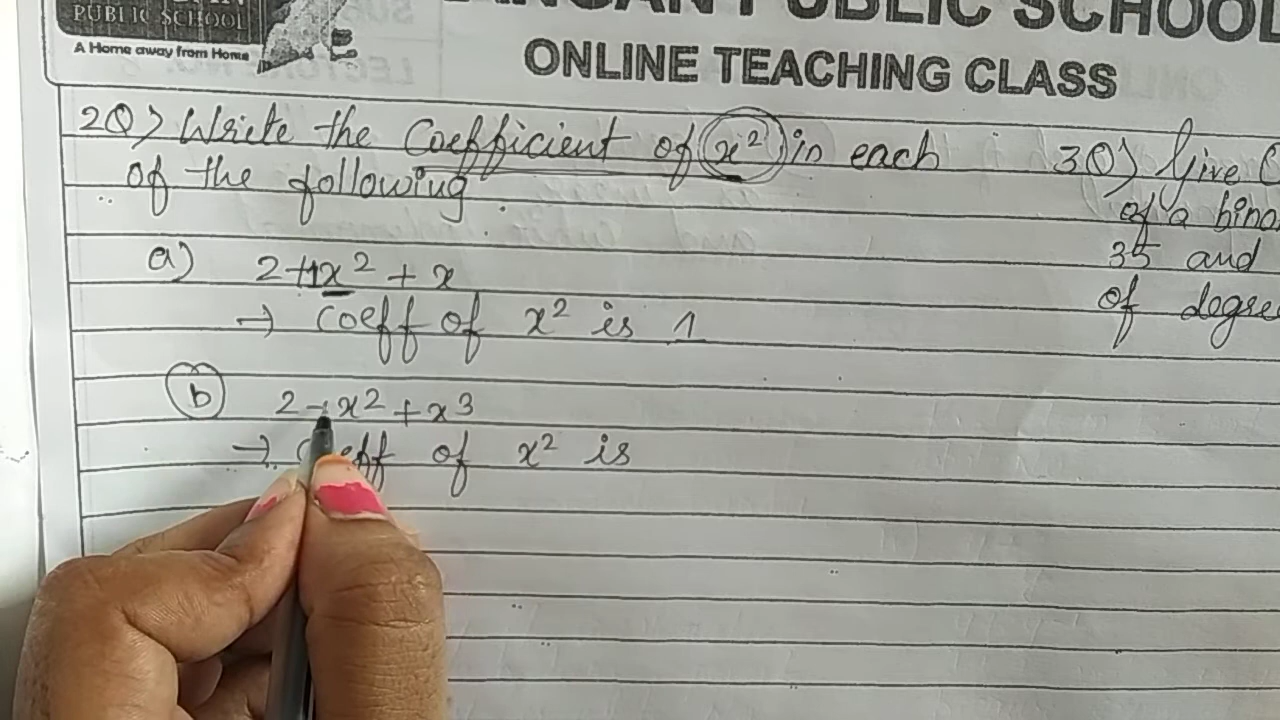 PUBLIC SCHOOL
A Home away from Home
PUBLIC SCHOOL
ONLINE TEACHING CLASS
2Q> Write the Coefficient of x² in each
of the following.
a) 2+1x² + x
→ Coeff of x² is 1
b) 2-x²+x³
→ Coeff of x² is
3Q> Give
of a
35 and
of